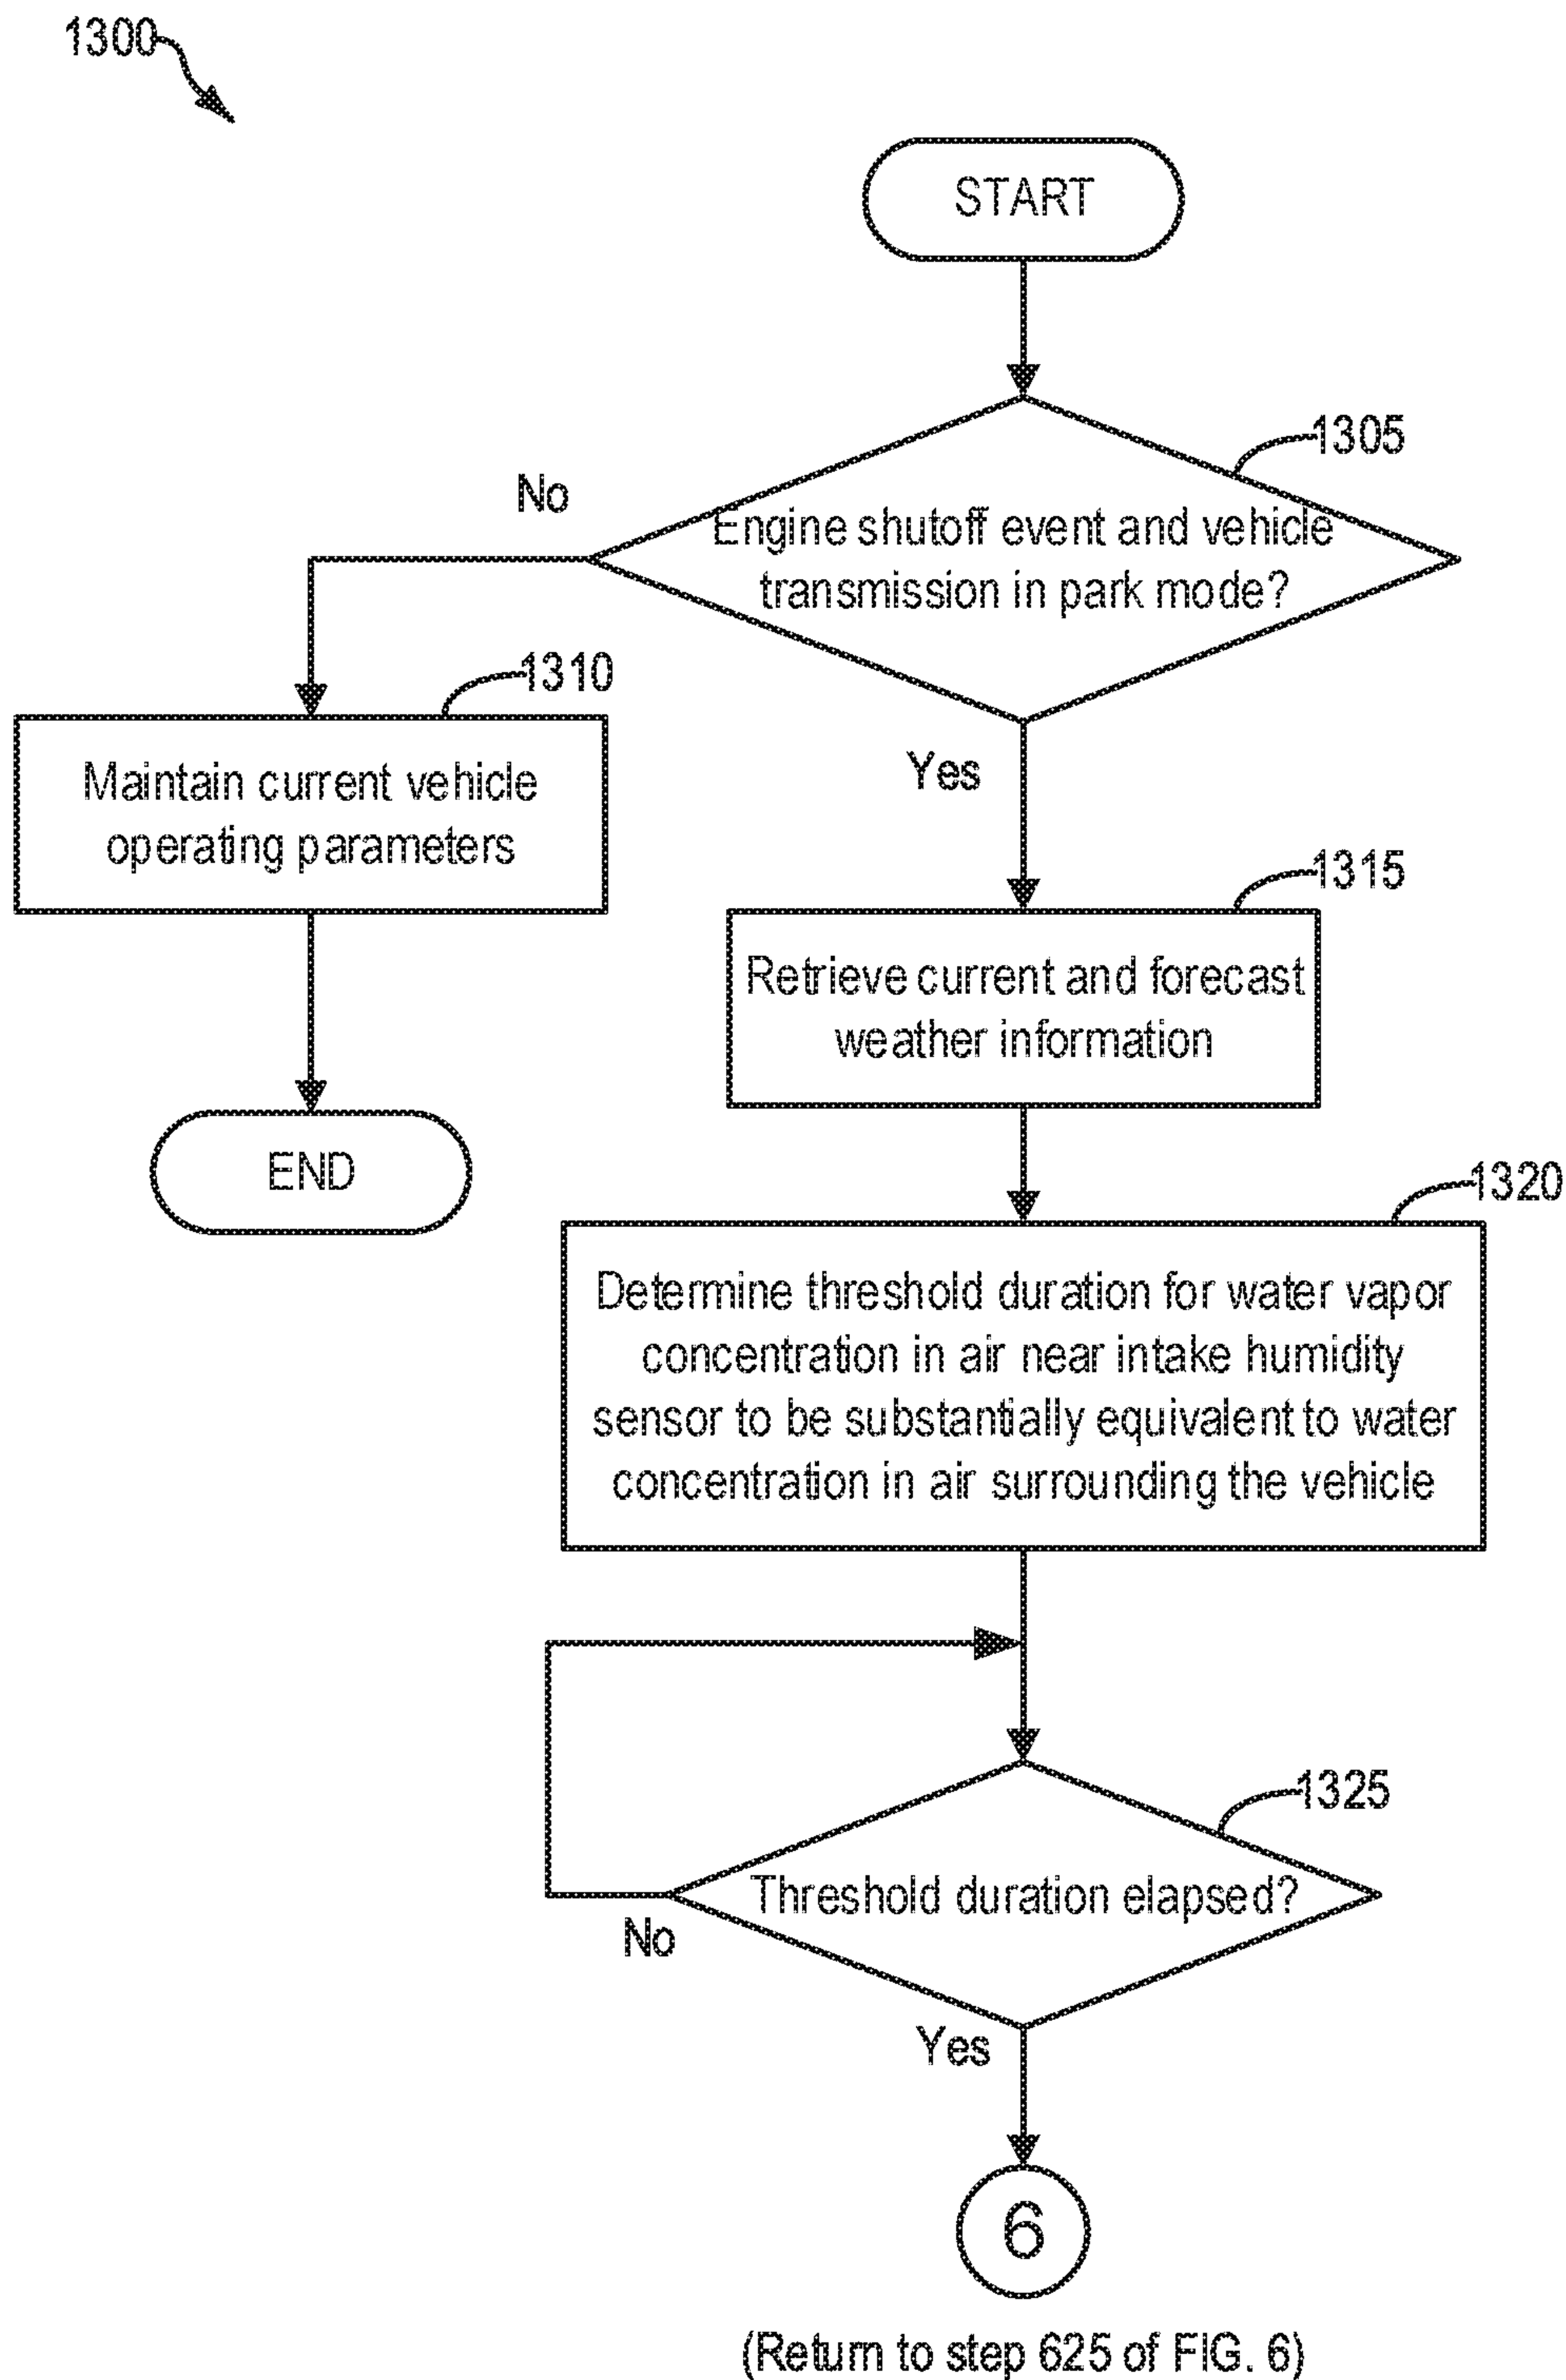 1300
START
1305
No
Engine shutoff event and vehicle
transmission in park mode?
1310
Maintain current vehicle
operating parameters
Yes
1315
Retrieve current and forecast
weather information
END
1320
Determine threshold duration for water vapor
concentration in air near intake humidity
sensor to be substantially equivalent to water
concentration in air surrounding the vehicle
1325
Threshold duration elapsed?
No
Yes
6
(Return to step 625 of FIG. 6)